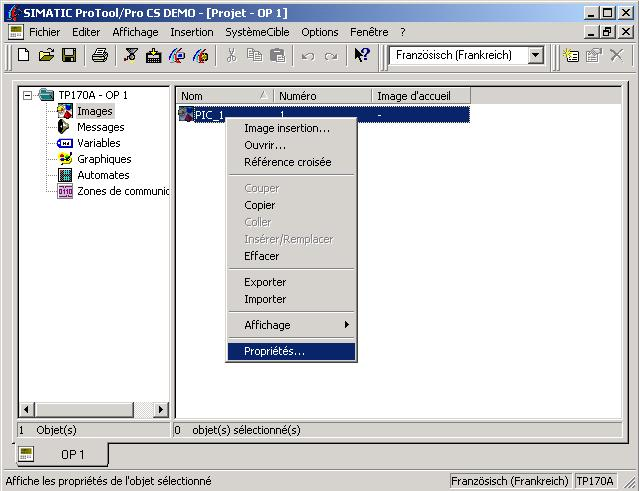 SIMATIC ProTool/Pro CS DEMO - [Projet - OP 1]
Fichier Editer Affichage Insertion SystèmeCible Options Fenêtre ?
Französisch (Frankreich)
TP170A - OP 1
Images
Messages
Variables
Graphiques
Automates
Zones de communic
Nom Numéro Image d'accueil
PIC_1 1 -
Image insertion...
Ouvrir...
Référence croisée
Couper
Copier
Coller
Insérer/Remplacer
Effacer
Exporter
Importer
Affichage
Propriétés...
1 Objet(s)
0 objet(s) sélectionné(s)
OP 1
Affiche les propriétés de l'objet sélectionné
Französisch (Frankreich) TP170A